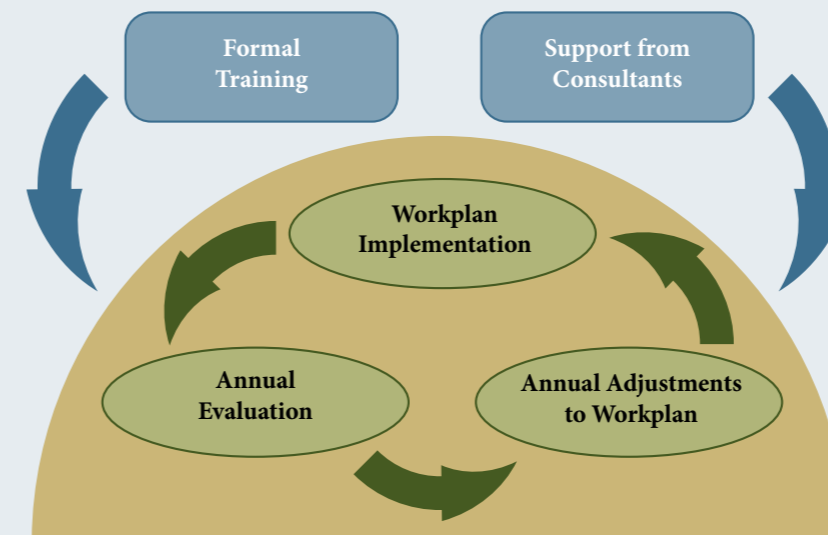 Formal
Training
Support from
Consultants
Workplan
Implementation
Annual
Evaluation
Annual Adjustments
to Workplan